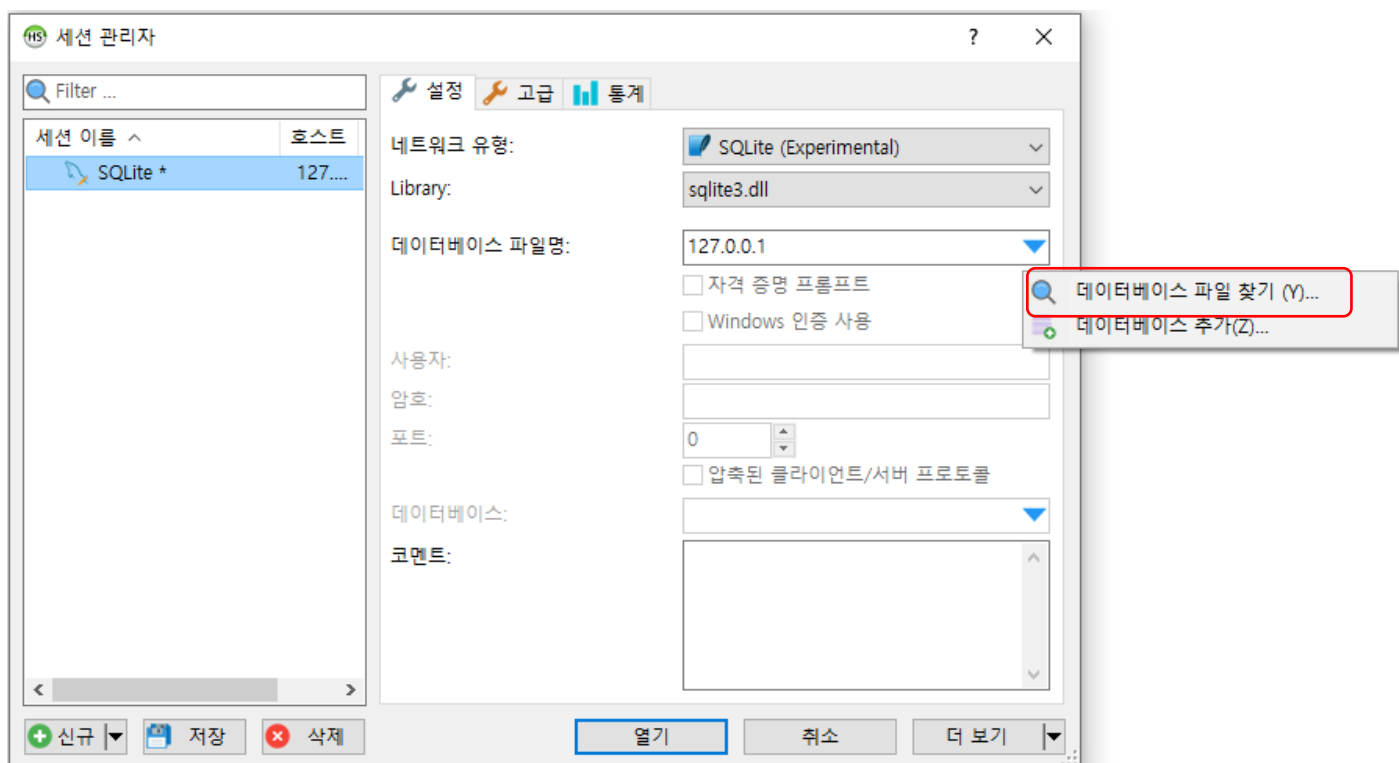 HS 세션 관리자 ?
Filter ...
설정 고급 통계
세션 이름 호스트
SQLite * 127....
네트워크 유형: SQLite (Experimental)
Library: sqlite3.dll
데이터베이스 파일명: 127.0.0.1
자격 증명 프롬프트
데이터베이스 파일 찾기 (Y)...
Windows 인증 사용
데이터베이스 추가(Z)...
사용자:
암호:
포트: 0
압축된 클라이언트/서버 프로토콜
데이터베이스:
코멘트:
신규 저장 삭제 열기 취소 더 보기